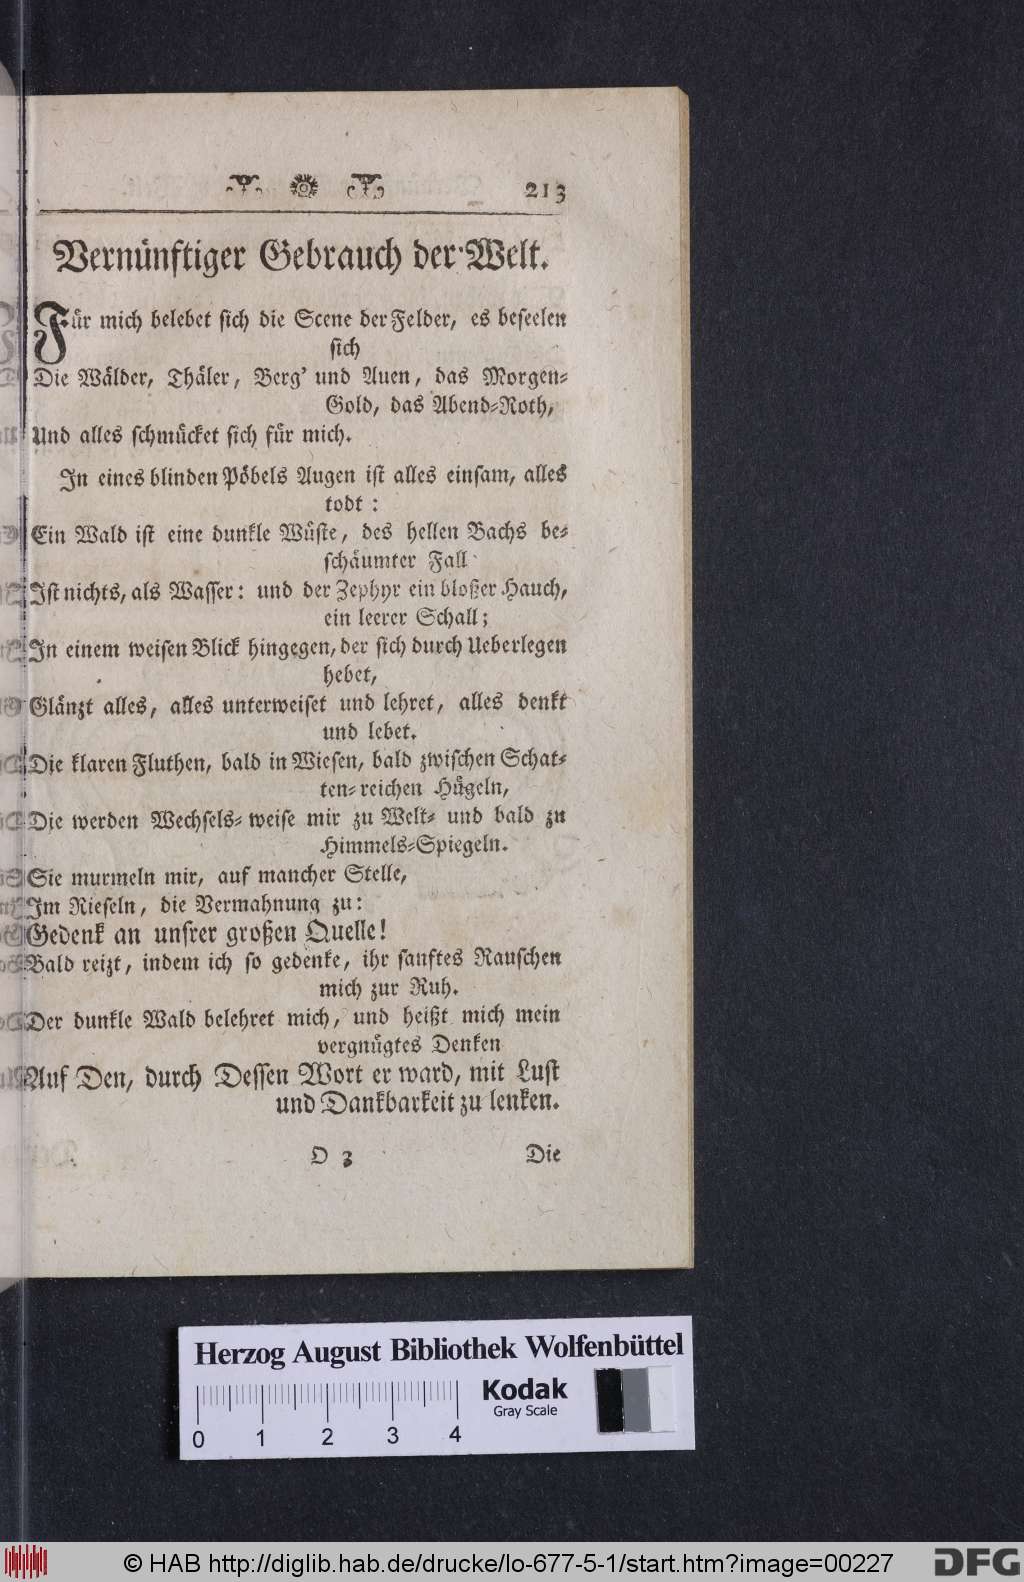 213
Vernünftiger Gebrauch der Welt.
Für mich belebet sich die Scene der Felder, es beseelen
sich
Die Wälder, Thäler, Berg' und Auen, das Morgen-
Gold, das Abend-Roth,
Und alles schmücket sich für mich.
In eines blinden Pöbels Augen ist alles einsam, alles
todt:
Ein Wald ist eine dunkle Wüste, des hellen Bachs be-
schäumter Fall
Ist nichts, als Wasser: und der Zephyr ein bloßer Hauch,
ein leerer Schall;
In einem weisen Blick hingegen, der sich durch Ueberlegen
hebet,
Glänzt alles, alles unterweiset und lehret, alles denkt
und lebet.
Die klaren Fluthen, bald in Wiesen, bald zwischen Schat-
ten-reichen Hügeln,
Die werden Wechsels-weise mir zu Welt- und bald zu
Himmels-Spiegeln.
Sie murmeln mir, auf mancher Stelle,
Im Rieseln, die Vermahnung zu:
Gedenk an unsrer großen Quelle!
Bald reizt, indem ich so gedenke, ihr sanftes Rauschen
mich zur Ruh.
Der dunkle Wald belehret mich, und heißt mich mein
vergnügtes Denken
Auf Den, durch Dessen Wort er ward, mit Lust
und Dankbarkeit zu lenken.
O 3 Die
Herzog August Bibliothek Wolfenbüttel
Kodak
Gray Scale
0 1 2 3 4
© HAB http://diglib.hab.de/drucke/lo-677-5-1/start.htm?image=00227
DFG